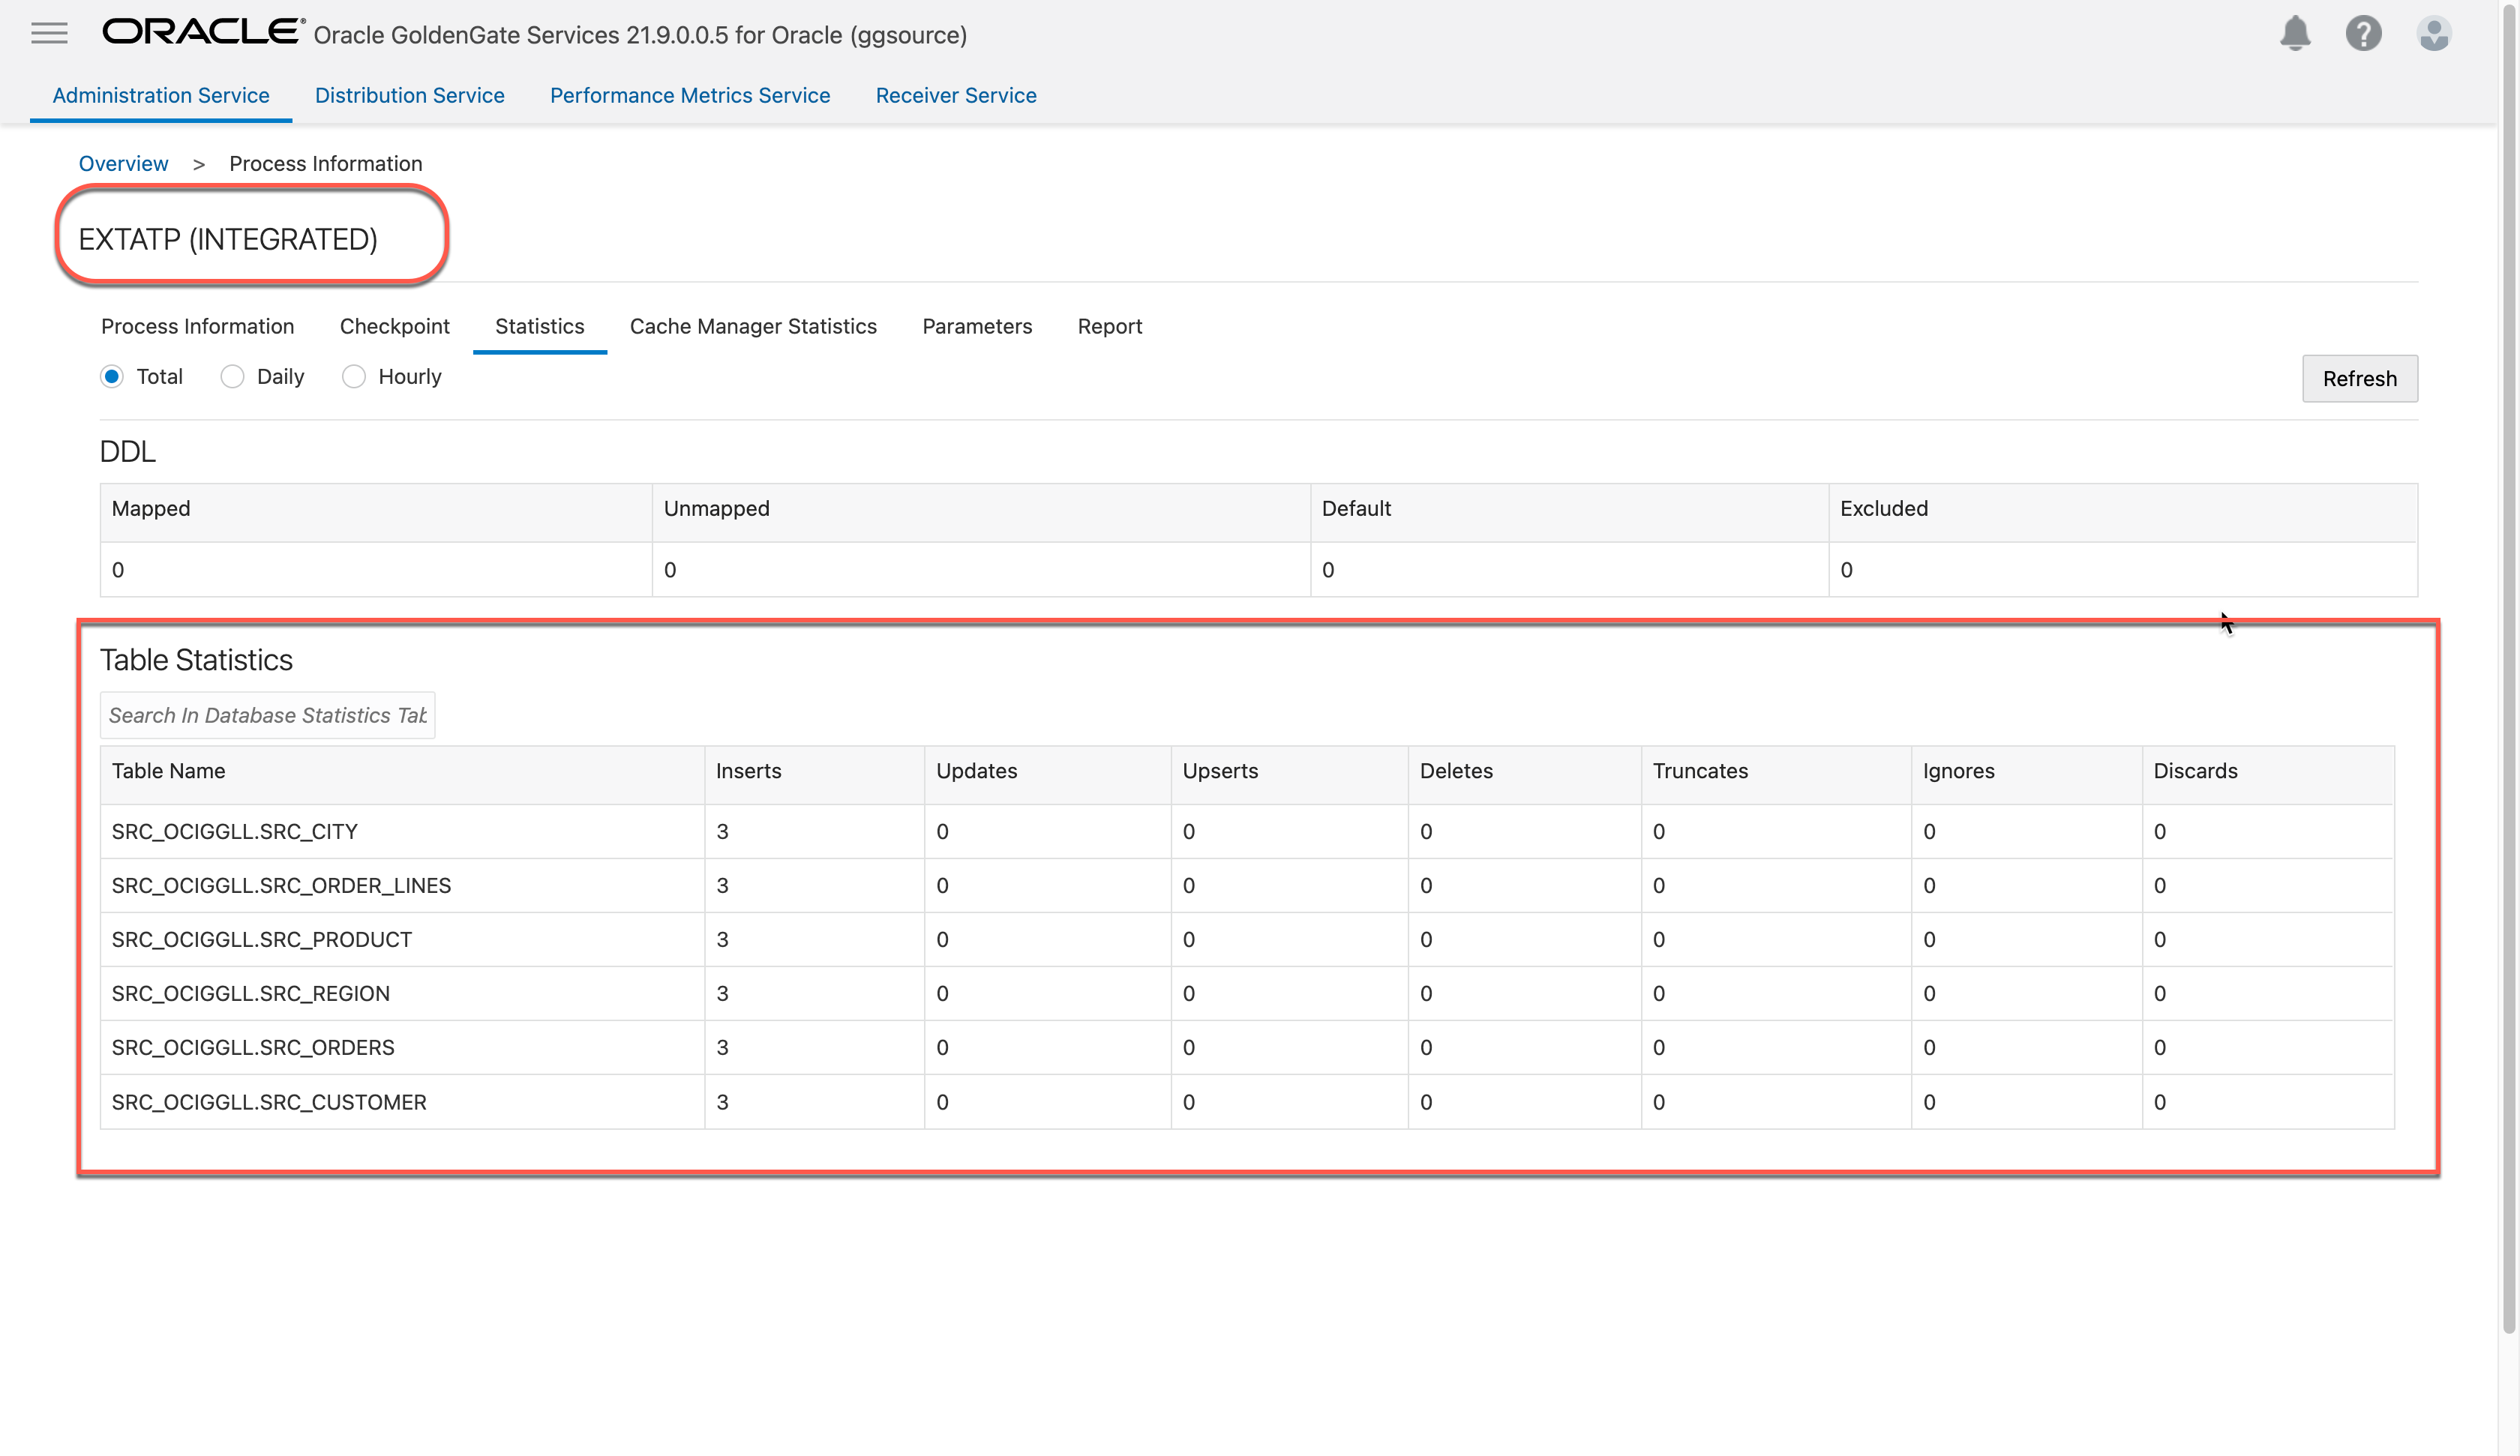 ORACLE® Oracle GoldenGate Services 21.9.0.0.5 for Oracle (ggsource)
Administration Service Distribution Service Performance Metrics Service Receiver Service
Overview > Process Information
EXTATP (INTEGRATED)
Process Information Checkpoint Statistics Cache Manager Statistics Parameters Report
Total Daily Hourly Refresh
DDL
Mapped Unmapped Default Excluded
0 0 0 0
Table Statistics
Search In Database Statistics Tab
Table Name Inserts Updates Upserts Deletes Truncates Ignores Discards
SRC_OCIGGLL.SRC_CITY 3 0 0 0 0 0 0
SRC_OCIGGLL.SRC_ORDER_LINES 3 0 0 0 0 0 0
SRC_OCIGGLL.SRC_PRODUCT 3 0 0 0 0 0 0
SRC_OCIGGLL.SRC_REGION 3 0 0 0 0 0 0
SRC_OCIGGLL.SRC_ORDERS 3 0 0 0 0 0 0
SRC_OCIGGLL.SRC_CUSTOMER 3 0 0 0 0 0 0